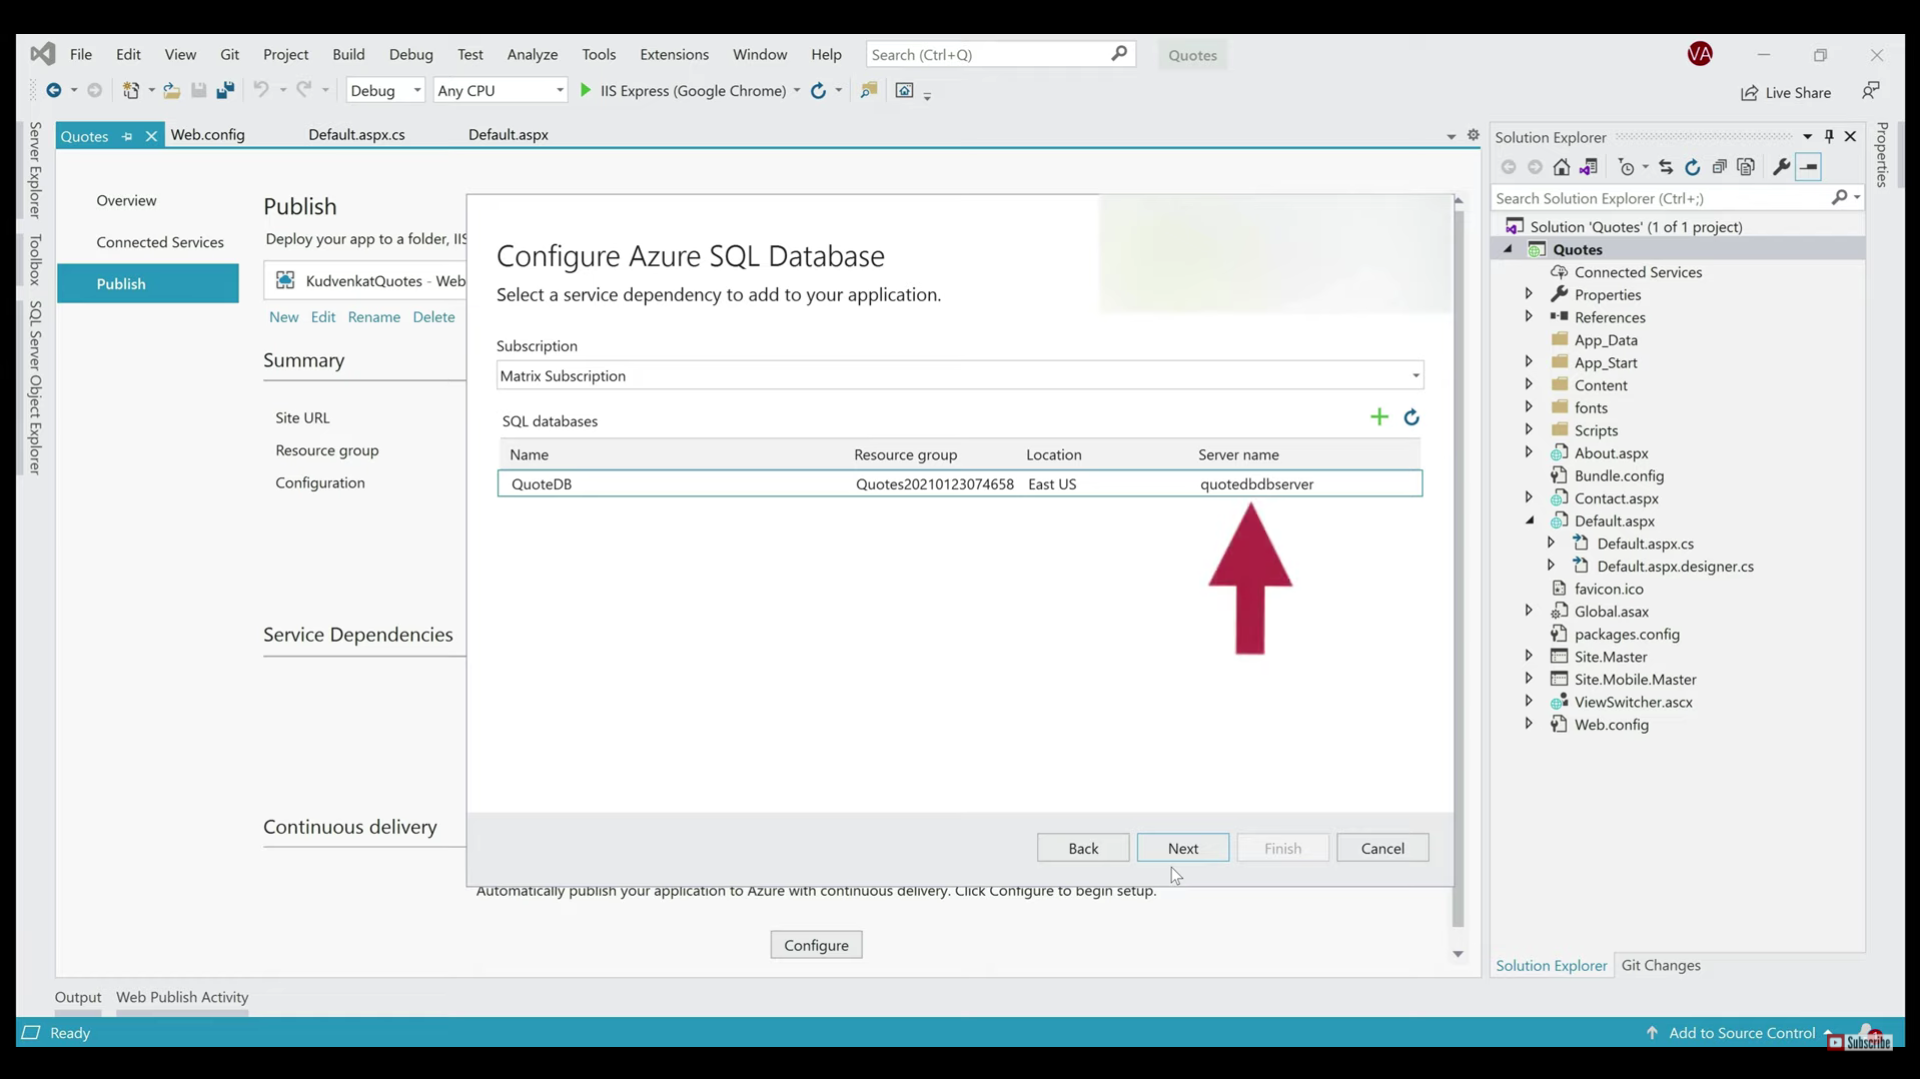 File Edit View Git Project Build Debug Test Analyze Tools Extensions Window Help Search (Ctrl+Q) Quotes VA
Debug Any CPU IIS Express (Google Chrome) Live Share
Server Explorer
Toolbox
SQL Server Object Explorer
Quotes Web.config Default.aspx.cs Default.aspx
Overview
Connected Services
Publish
Publish
Deploy your app to a folder, IIS
KudvenkatQuotes - Web
New Edit Rename Delete
Summary
Site URL
Resource group
Configuration
Service Dependencies
Continuous delivery
Configure Azure SQL Database
Select a service dependency to add to your application.
Subscription
Matrix Subscription
SQL databases
Name Resource group Location Server name
QuoteDB Quotes20210123074658 East US quotedbdbserver
Back Next Finish Cancel
Automatically publish your application to Azure with continuous delivery. Click Configure to begin setup.
Configure
Solution Explorer
Search Solution Explorer (Ctrl+;)
Solution 'Quotes' (1 of 1 project)
Quotes
Connected Services
Properties
References
App_Data
App_Start
Content
fonts
Scripts
About.aspx
Bundle.config
Contact.aspx
Default.aspx
Default.aspx.cs
Default.aspx.designer.cs
favicon.ico
Global.asax
packages.config
Site.Master
Site.Mobile.Master
ViewSwitcher.ascx
Web.config
Solution Explorer Git Changes
Properties
Output Web Publish Activity
Ready Add to Source Control
Subscribe